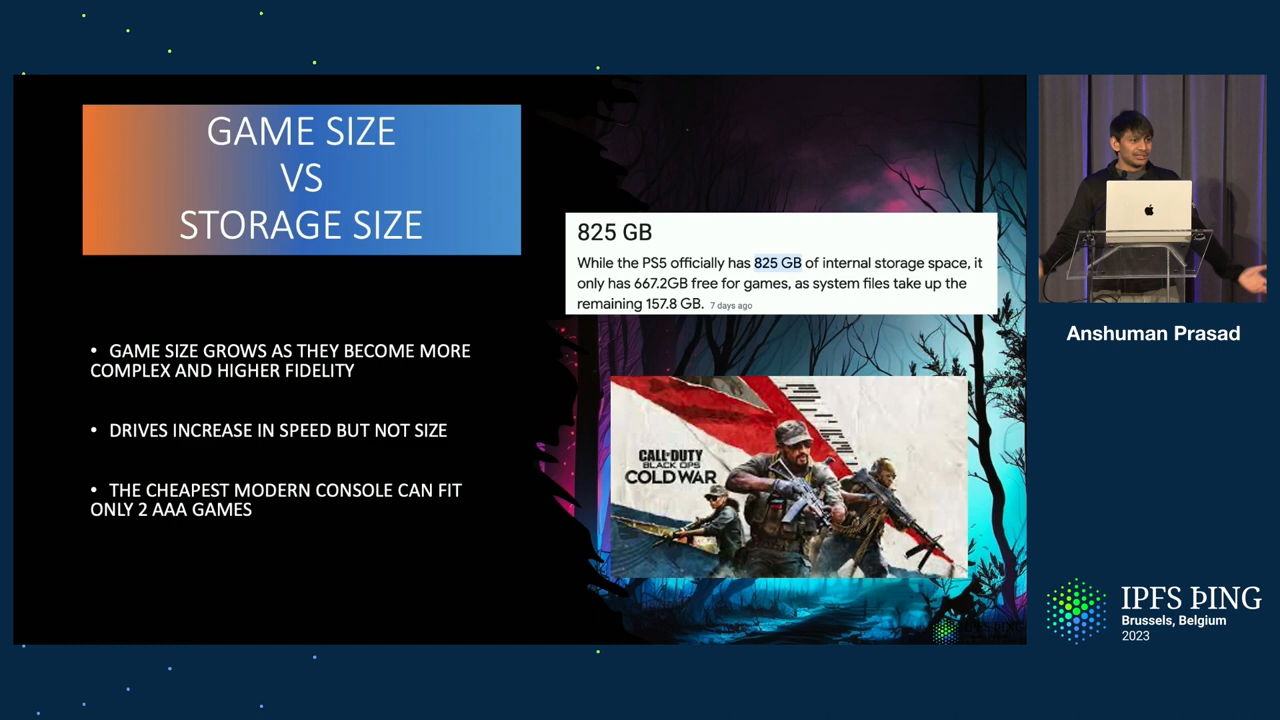 GAME SIZE
VS
STORAGE SIZE
• GAME SIZE GROWS AS THEY BECOME MORE
COMPLEX AND HIGHER FIDELITY
• DRIVES INCREASE IN SPEED BUT NOT SIZE
• THE CHEAPEST MODERN CONSOLE CAN FIT
ONLY 2 AAA GAMES
825 GB
While the PS5 officially has 825 GB of internal storage space, it
only has 667.2GB free for games, as system files take up the
remaining 157.8 GB. 7 days ago
CALL OF DUTY
BLACK OPS
COLD WAR
IPFS ÞING
Anshuman Prasad
IPFS ÞING
Brussels, Belgium
2023